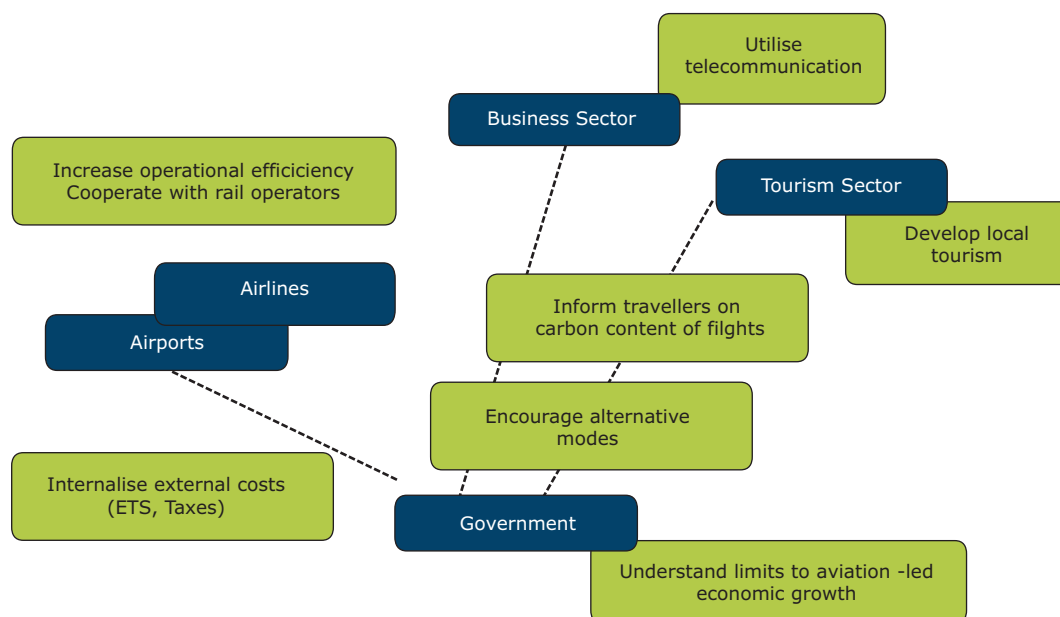 Utilise
telecommunication
Business Sector
Increase operational efficiciency
Cooperate with rail operators
Tourism Sector
Develop local
tourism
Airlines
Airports
Inform travellers on
carbon content of filghts
Encourage alternative
modes
Internalise external costs
(ETS, Taxes)
Government
Understand limits to aviation -led
economic growth